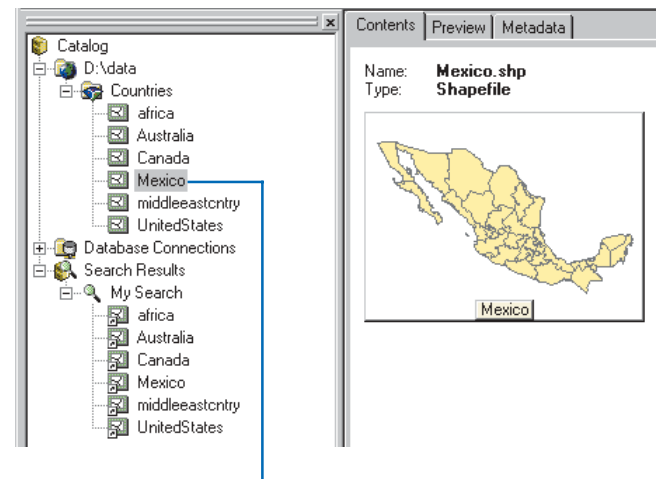 Catalog
D:\data
Countries
africa
Australia
Canada
Mexico
middleeastcntry
UnitedStates
Database Connections
Search Results
My Search
africa
Australia
Canada
Mexico
middleeastcntry
UnitedStates
Contents Preview Metadata
Name: Mexico.shp
Type: Shapefile
Mexico